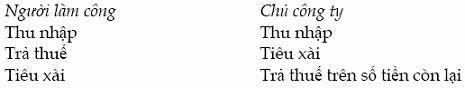 Người làm công Chủ công ty
Thu nhập Thu nhập
Trả thuế Tiêu xài
Tiêu xài Trả thuế trên số tiền còn lại